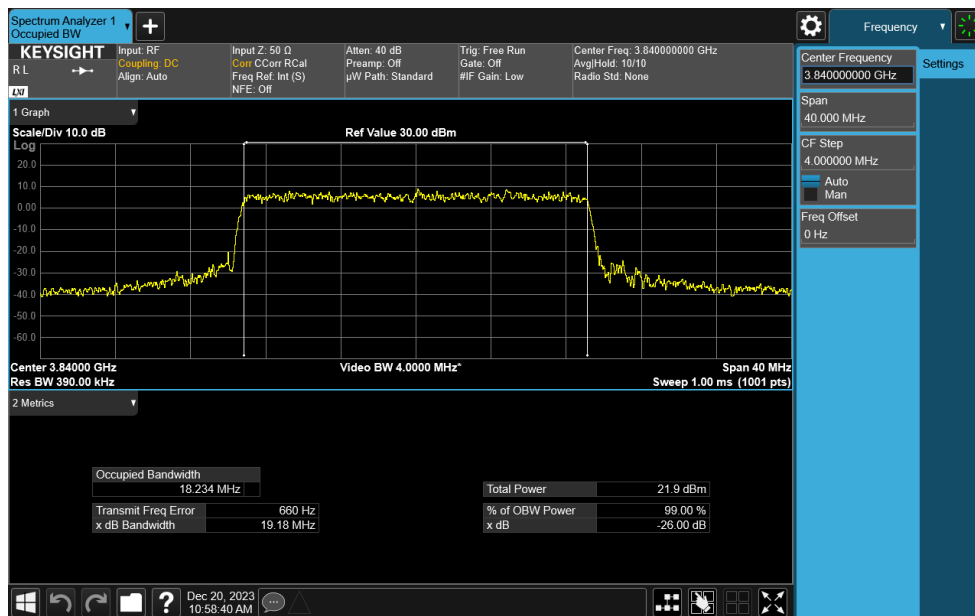 Spectrum Analyzer 1
Occupied BW
Frequency
KEYSIGHT
R L
LXI
Input: RF
Coupling: DC
Align: Auto
Input Z: 50 Ω
Corr CCorr RCal
Freq Ref: Int (S)
NFE: Off
Atten: 40 dB
Preamp: Off
µW Path: Standard
Trig: Free Run
Gate: Off
#IF Gain: Low
Center Freq: 3.840000000 GHz
Avg|Hold: 10/10
Radio Std: None
Center Frequency
3.840000000 GHz
Settings
Span
40.000 MHz
CF Step
4.000000 MHz
Auto
Man
Freq Offset
0 Hz
1 Graph
Scale/Div 10.0 dB
Ref Value 30.00 dBm
Log
20.0
10.0
0.00
-10.0
-20.0
-30.0
-40.0
-50.0
-60.0
Center 3.84000 GHz
Video BW 4.0000 MHz*
Span 40 MHz
Res BW 390.00 kHz
Sweep 1.00 ms (1001 pts)
2 Metrics
Occupied Bandwidth
18.234 MHz
Transmit Freq Error 660 Hz
x dB Bandwidth 19.18 MHz
Total Power 21.9 dBm
% of OBW Power 99.00 %
x dB -26.00 dB
Dec 20, 2023
10:58:40 AM